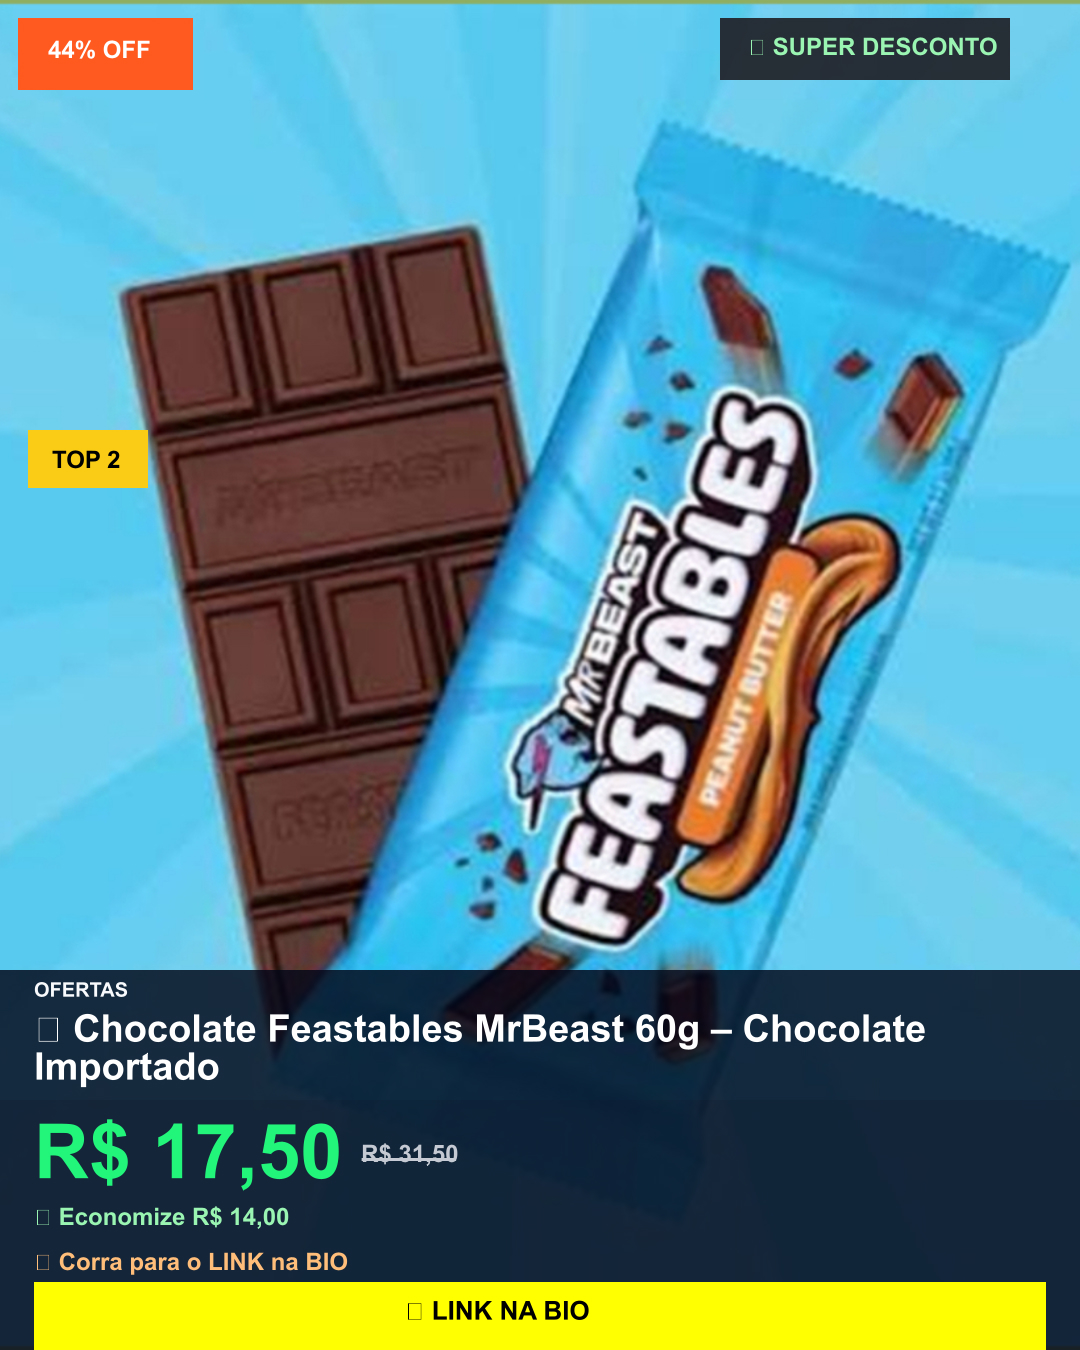 44% OFF
SUPER DESCONTO
TOP 2
MRBEAST
FEASTABLES
PEANUT BUTTER
OFERTAS
Chocolate Feastables MrBeast 60g – Chocolate
Importado
R$ 17,50 R$ 31,50
Economize R$ 14,00
Corra para o LINK na BIO
LINK NA BIO